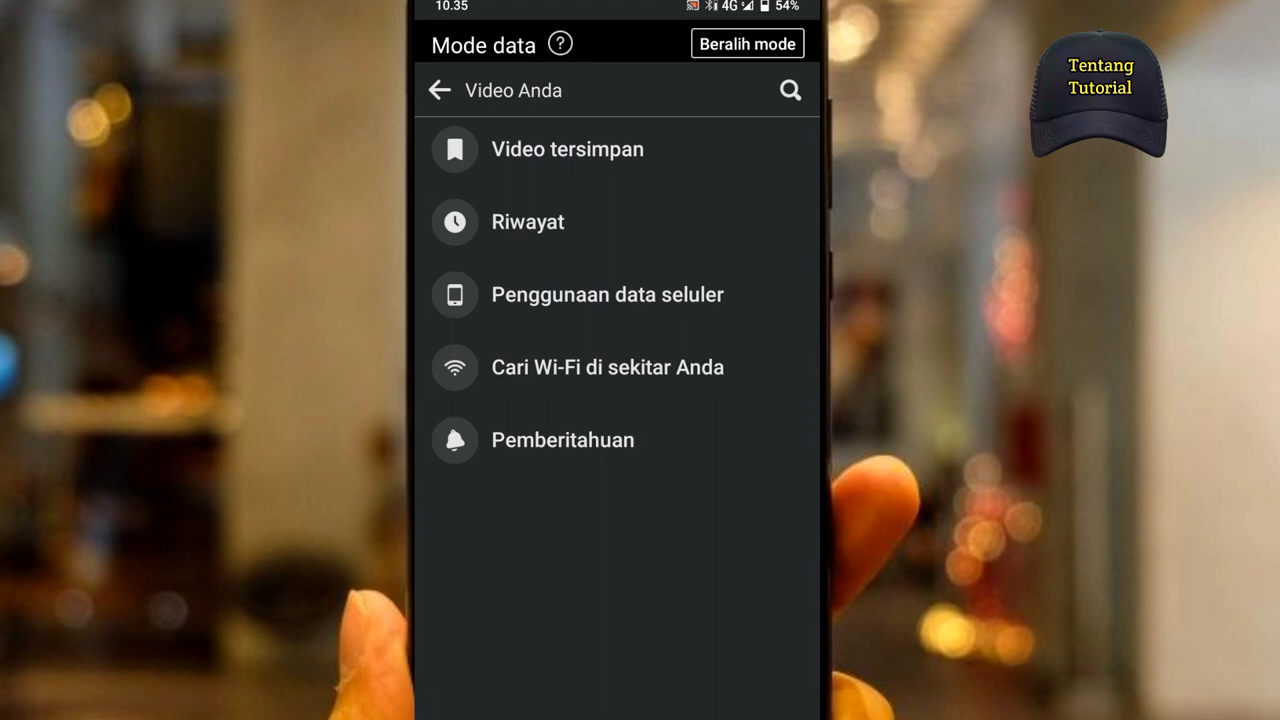 10.35
4G 54%
Mode data ?
Beralih mode
Video Anda
Video tersimpan
Riwayat
Penggunaan data seluler
Cari Wi-Fi di sekitar Anda
Pemberitahuan
Tentang
Tutorial